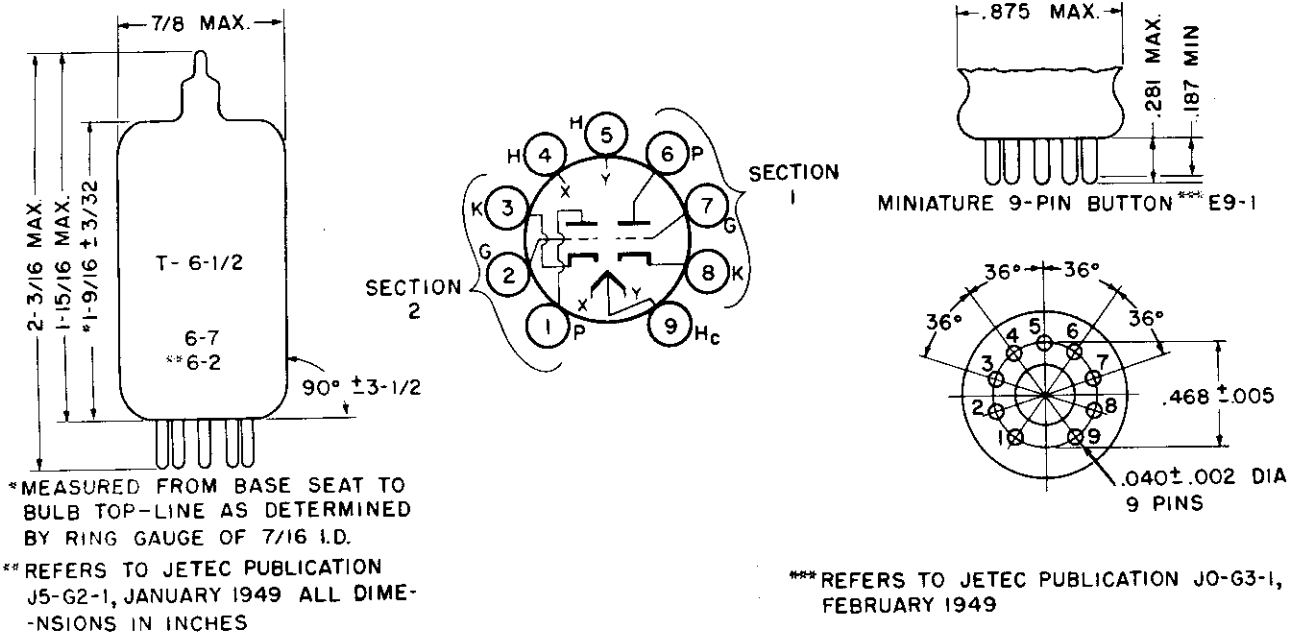 7/8 MAX.
2-3/16 MAX.
1-15/16 MAX.
*1-9/16 ±3/32
T- 6-1/2
6-7
**6-2
90° ±3-1/2
*MEASURED FROM BASE SEAT TO
BULB TOP-LINE AS DETERMINED
BY RING GAUGE OF 7/16 I.D.
**REFERS TO JETEC PUBLICATION
J5-G2-1, JANUARY 1949 ALL DIME-
-NSIONS IN INCHES
H
5
H
4
6
P
SECTION
1
X
Y
K
3
7
G
G
2
8
K
SECTION
2
X
Y
1
P
9
Hc
.875 MAX.
.281 MAX.
.187 MIN
MINIATURE 9-PIN BUTTON ***E9-1
36°
36°
36°
36°
5
4
6
3
7
2
8
1
9
.468 ±.005
.040±.002 DIA
9 PINS
***REFERS TO JETEC PUBLICATION JO-G3-1,
FEBRUARY 1949